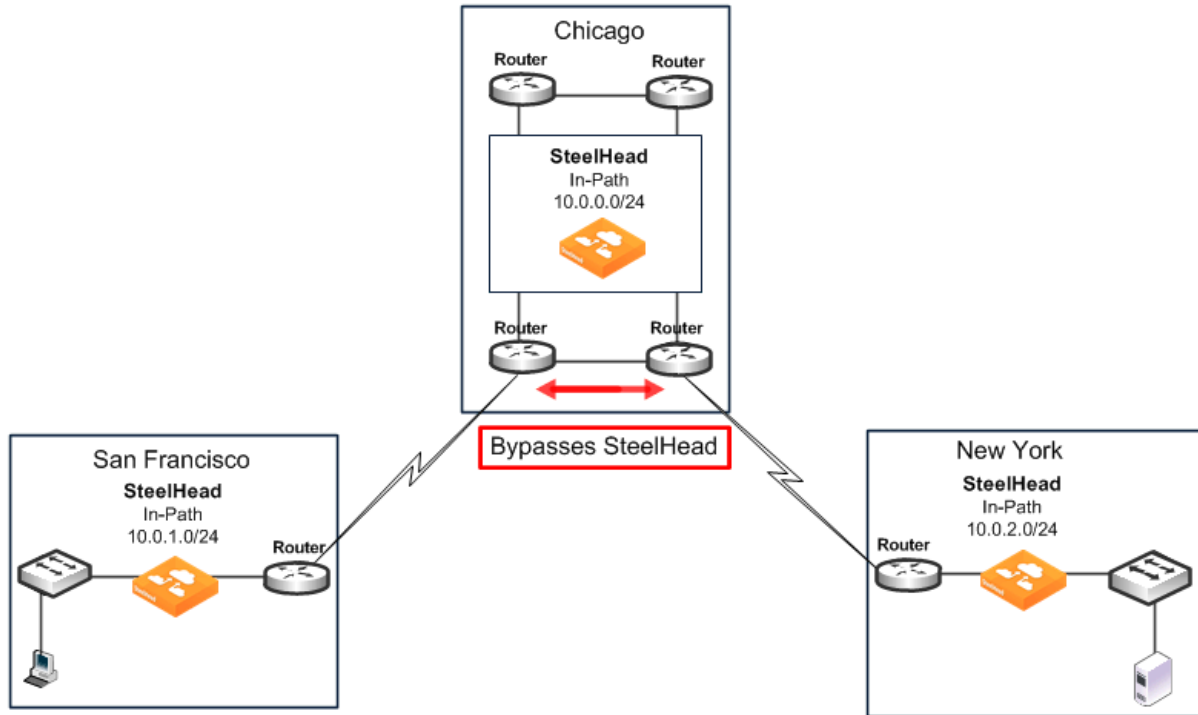 Chicago
Router
Router
SteelHead
In-Path
10.0.0.0/24
Router
Router
Bypasses SteelHead
San Francisco
SteelHead
In-Path
10.0.1.0/24
Router
New York
SteelHead
In-Path
10.0.2.0/24
Router